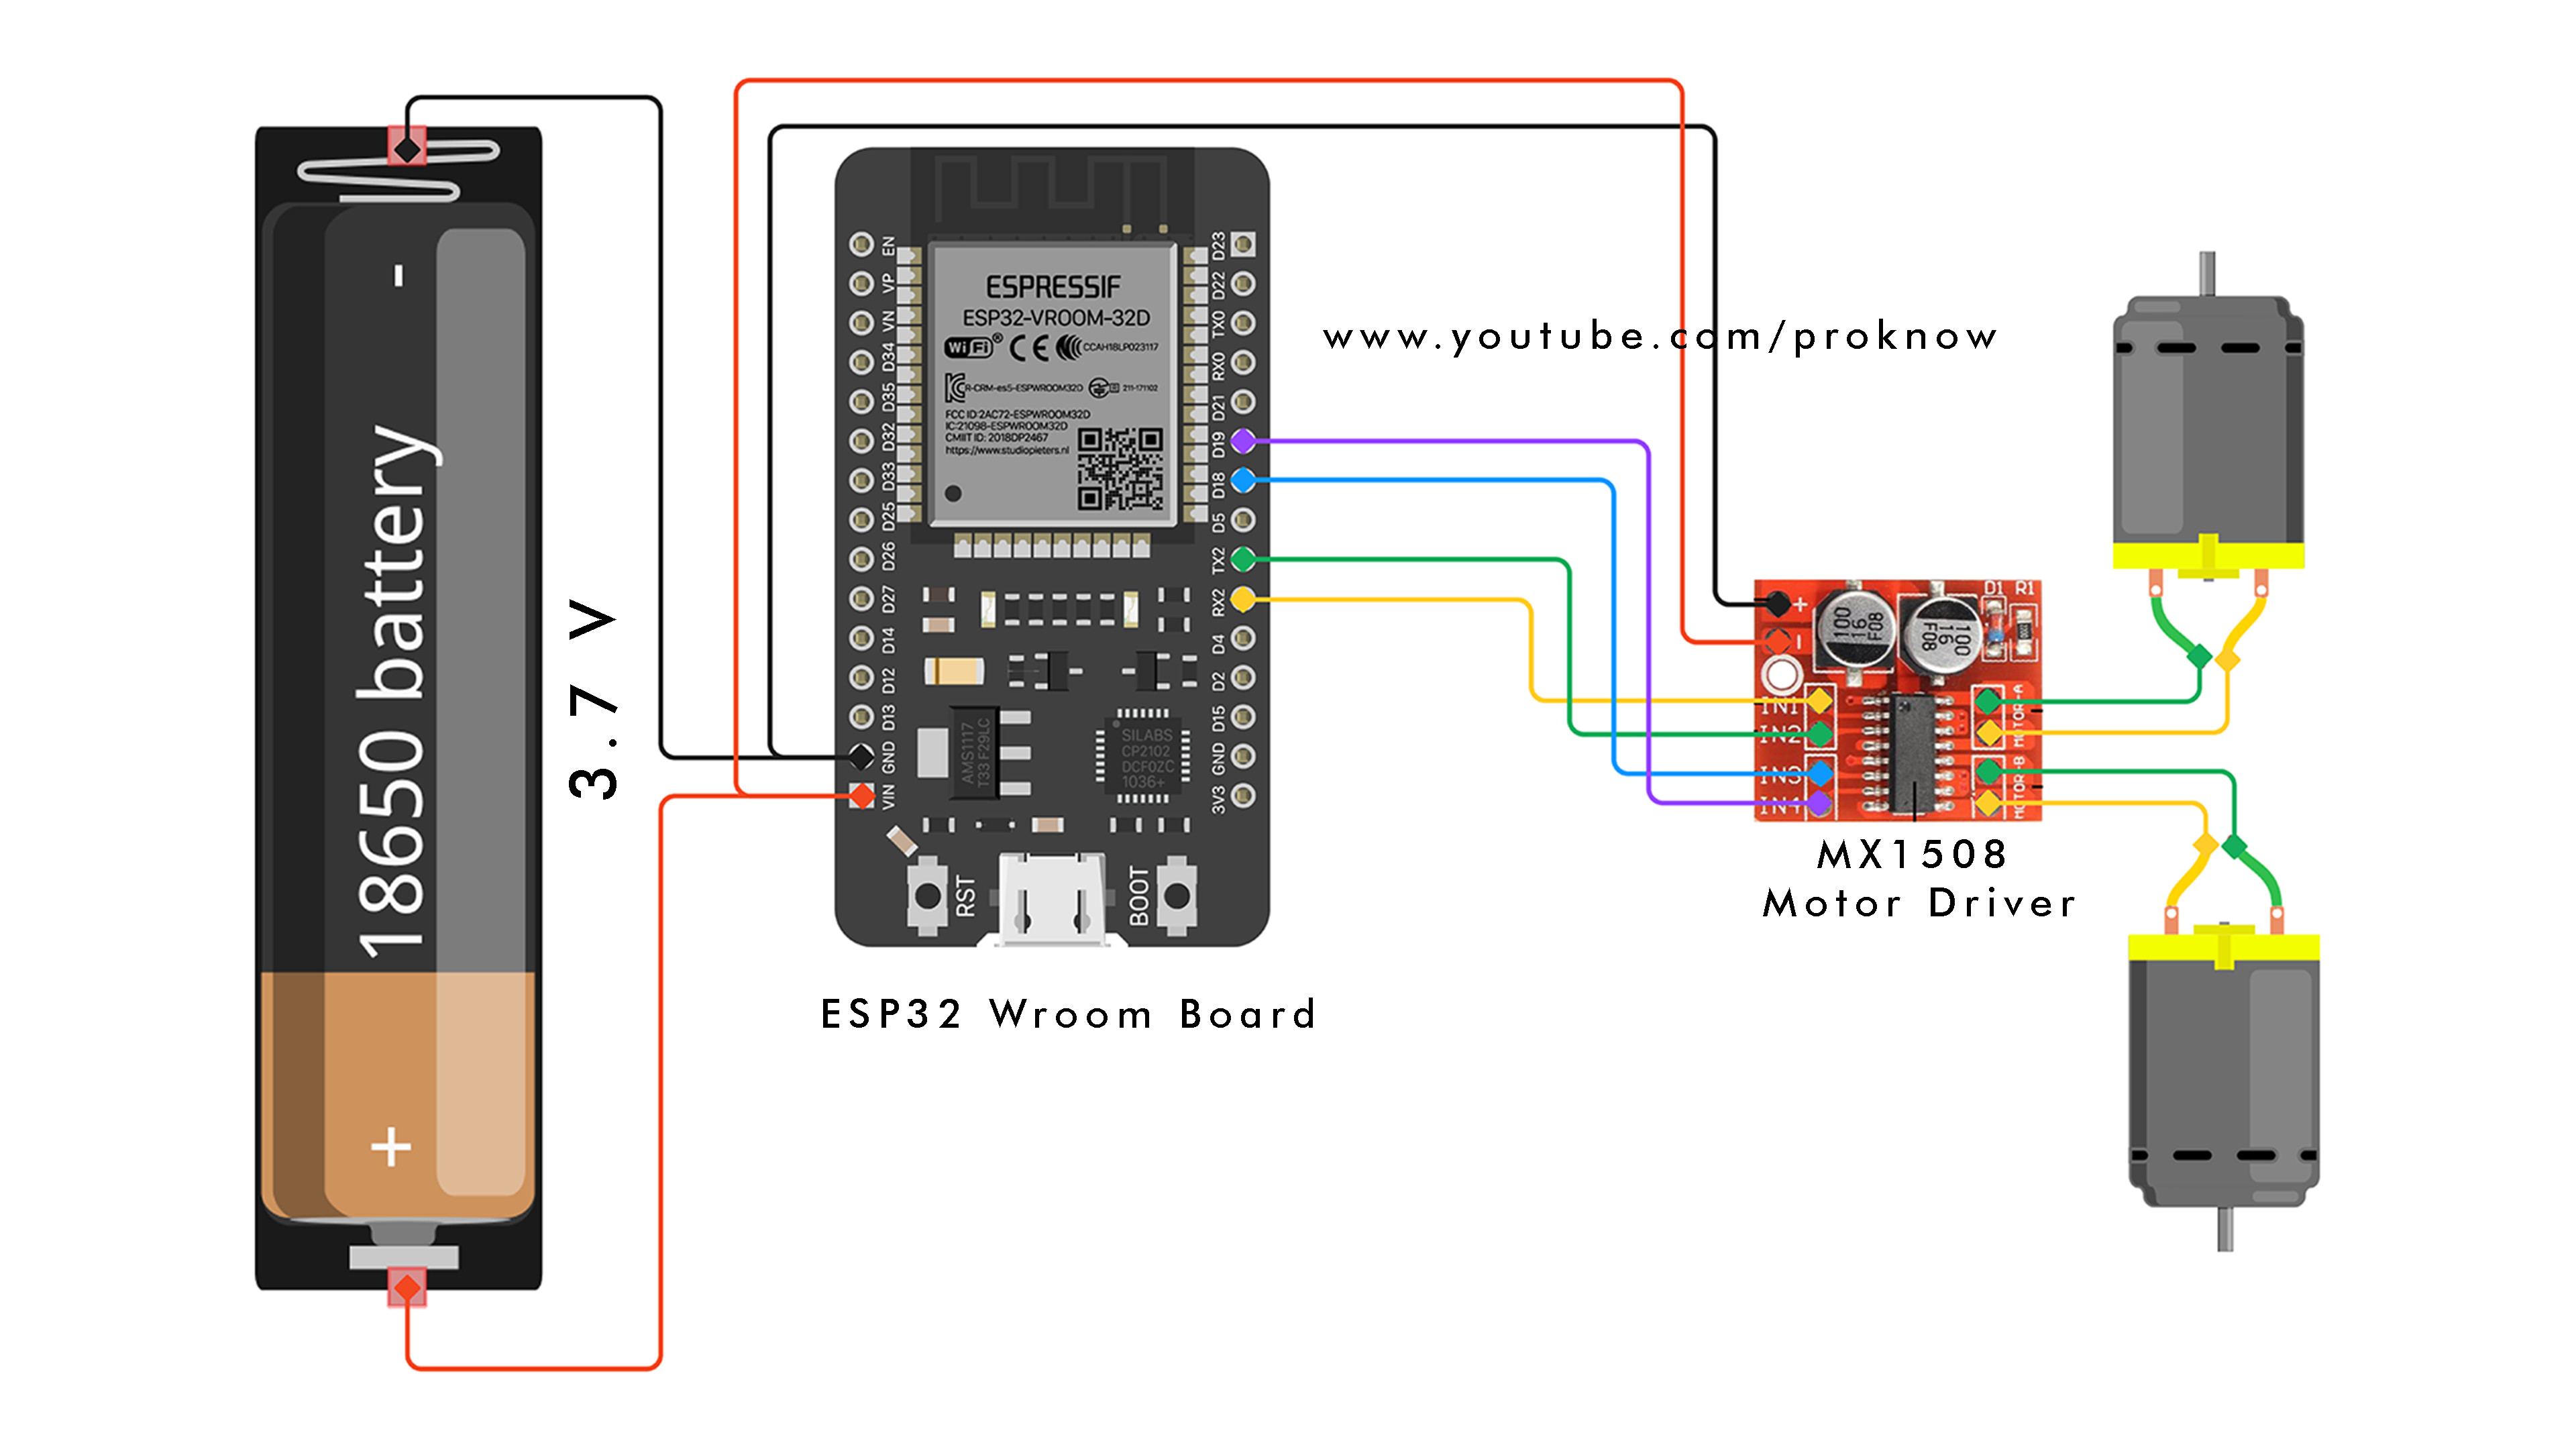 -
18650 battery
+
3.7 V
EN
VP
VN
D34
D35
D32
D33
D25
D26
D27
D14
D12
D13
GND
VIN
ESPRESSIF
ESP32-VROOM-32D
WiFi®
CE
CCAH18LP023117
R-CRM-es5-ESPWROOM32D
211-171102
FCC ID:2AC72-ESPWROOM32D
IC:21098-ESPWROOM32D
CMIIT ID: 2018DP2467
https://www.studiopieters.nl
D23
D22
TX0
RX0
D21
D19
D18
D5
TX2
RX2
D4
D2
D15
GND
3V3
AMS1117
T33 F29LC
SILABS
CP2102
DCF0ZC
1036+
RST
BOOT
ESP32 Wroom Board
www.youtube.com/proknow
+
-
100
16
F08
100
16
F08
D1
R1
IN1
IN2
IN3
IN4
MOTOR-A
MOTOR-B
MX1508
Motor Driver